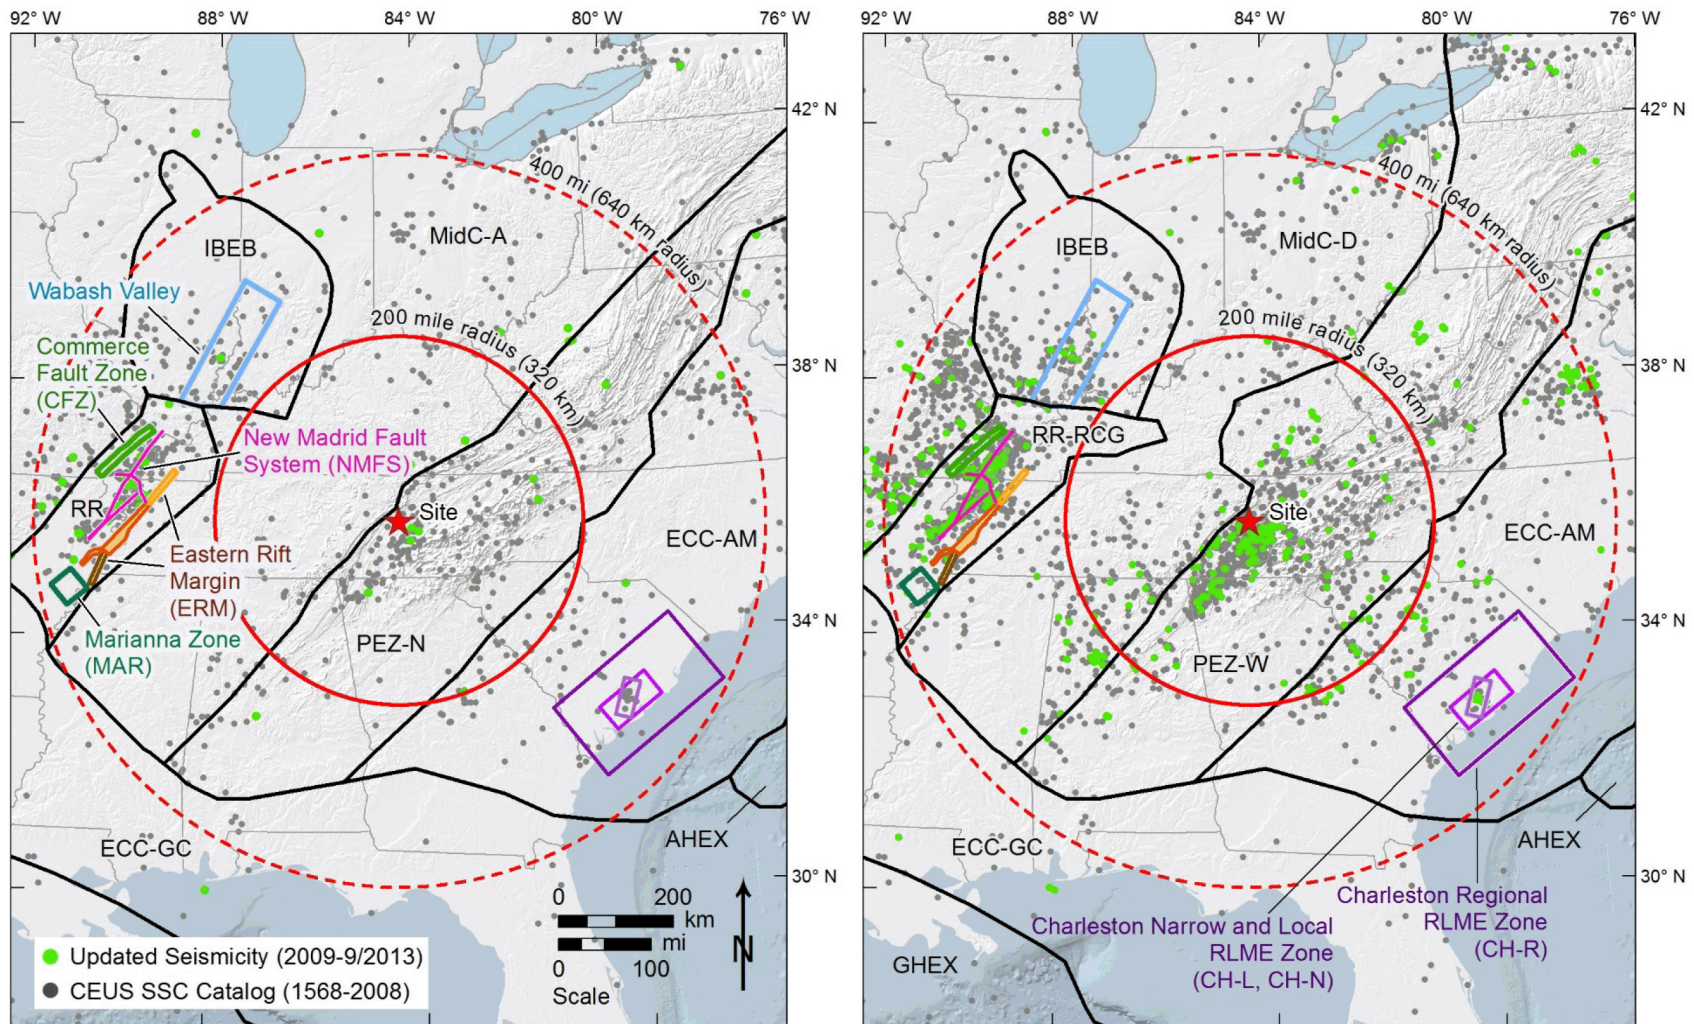 92° W
88° W
84° W
80° W
76° W
42° N
38° N
34° N
30° N
400 mi (640 km radius)
IBEB
MidC-A
Wabash Valley
200 mile radius (320 km)
Commerce
Fault Zone
(CFZ)
New Madrid Fault
System (NMFS)
RR
Site
ECC-AM
Eastern Rift
Margin
(ERM)
Marianna Zone
(MAR)
PEZ-N
AHEX
ECC-GC
0 200
km
mi
0 100
Scale
N
Updated Seismicity (2009-9/2013)
CEUS SSC Catalog (1568-2008)
92° W
88° W
84° W
80° W
76° W
42° N
38° N
34° N
30° N
400 mi (640 km radius)
IBEB
MidC-D
200 mile radius (320 km)
RR-RCG
Site
ECC-AM
PEZ-W
AHEX
ECC-GC
Charleston Regional
RLME Zone
(CH-R)
Charleston Narrow and Local
RLME Zone
(CH-L, CH-N)
GHEX